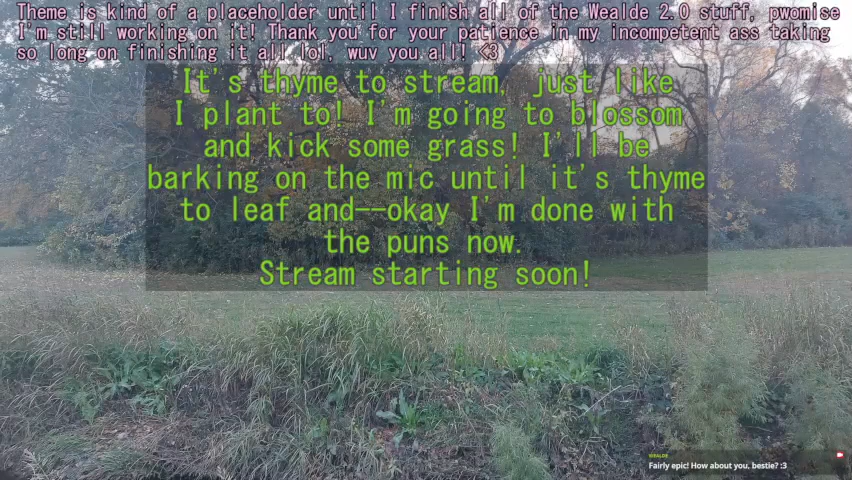 Theme is kind of a placeholder until I finish all of the Wealde 2.0 stuff, pwomise
I'm still working on it! Thank you for your patience in my incompetent ass taking
so long on finishing it all lol, wuv you all! <3
It's thyme to stream, just like
I plant to! I'm going to blossom
and kick some grass! I'll be
barking on the mic until it's thyme
to leaf and--okay I'm done with
the puns now.
Stream starting soon!
WEALDE
Fairly epic! How about you, bestie? :3